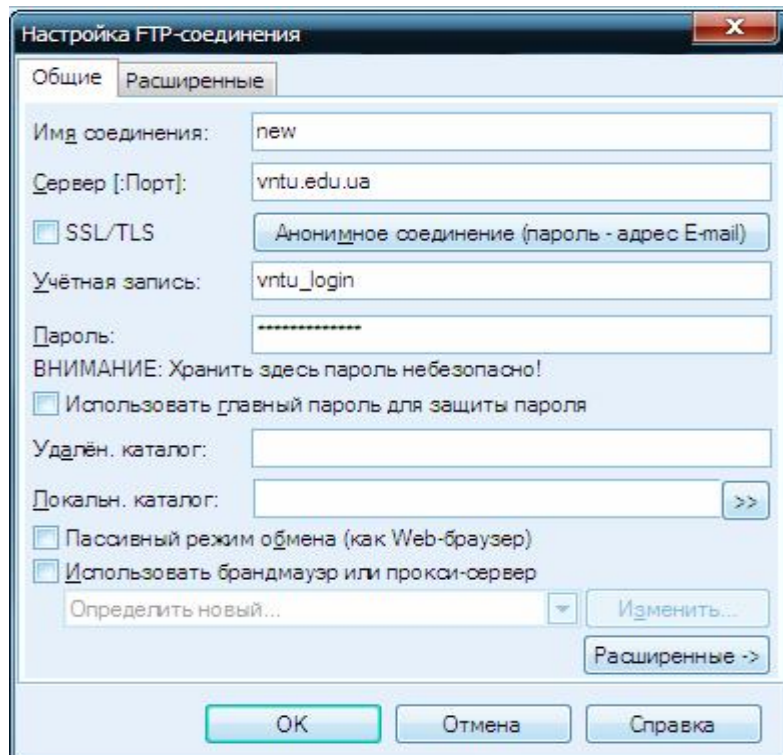 Настройка FTP-соединения
Общие Расширенные
Имя соединения: new
Сервер [:Порт]: vntu.edu.ua
SSL/TLS Анонимное соединение (пароль - адрес E-mail)
Учётная запись: vntu_login
Пароль: *************
ВНИМАНИЕ: Хранить здесь пароль небезопасно!
Использовать главный пароль для защиты пароля
Удалён. каталог:
Локальн. каталог: >>
Пассивный режим обмена (как Web-браузер)
Использовать брандмауэр или прокси-сервер
Определить новый... Изменить...
Расширенные ->
OK Отмена Справка